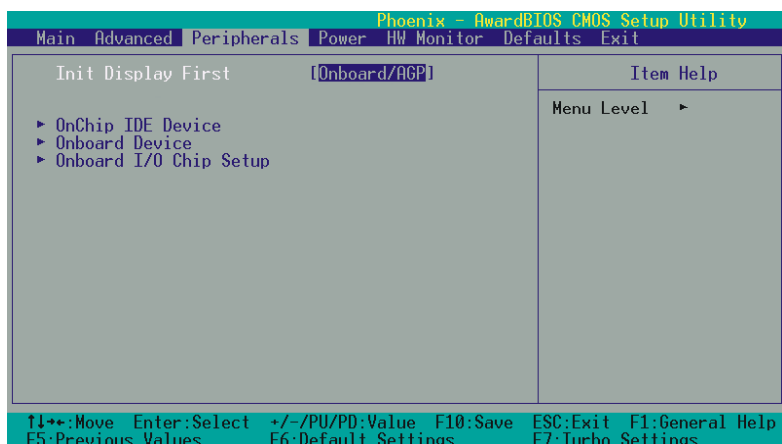 Phoenix - AwardBIOS CMOS Setup Utility
Main Advanced Peripherals Power HW Monitor Defaults Exit
Init Display First [Onboard/AGP]
Item Help
Menu Level ►
► OnChip IDE Device
► Onboard Device
► Onboard I/O Chip Setup
↑↓→←:Move Enter:Select +/-/PU/PD:Value F10:Save ESC:Exit F1:General Help
F5:Previous Values F6:Default Settings F7:Turbo Settings